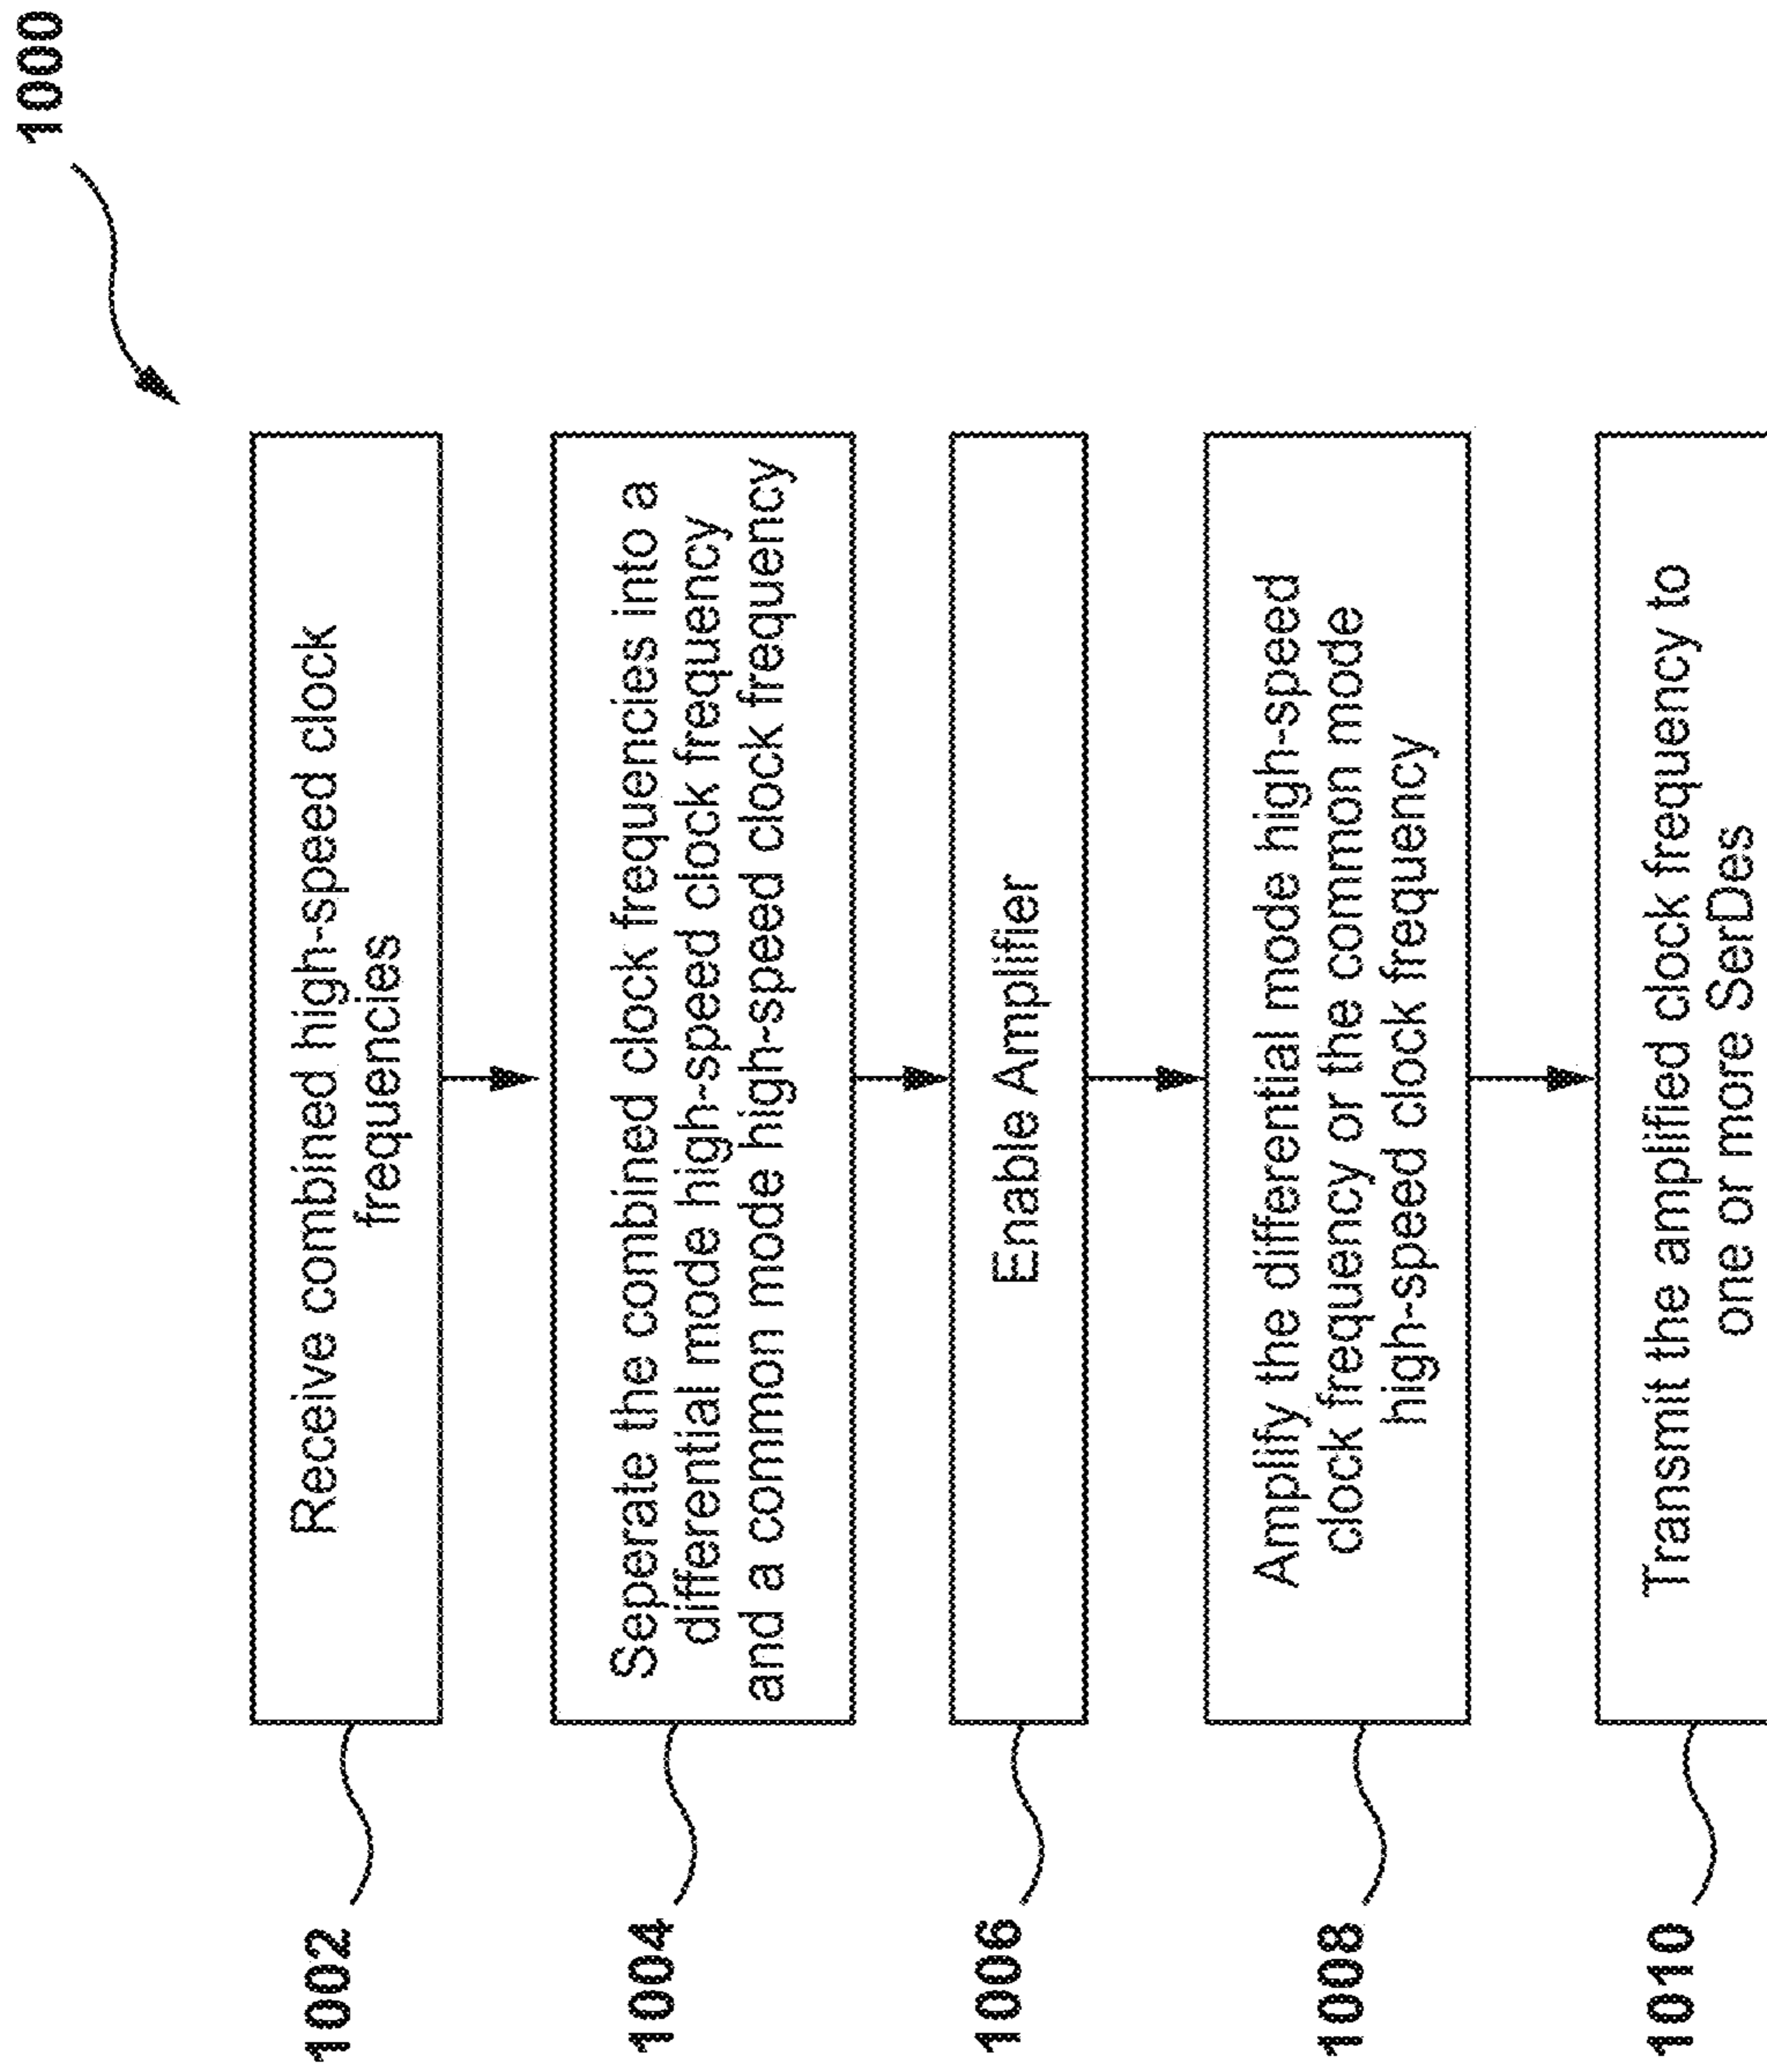 1000
1002
Receive combined high-speed clock
frequencies
1004
Seperate the combined clock frequencies into a
differential mode high-speed clock frequency
and a common mode high-speed clock frequency
1006
Enable Amplifier
1008
Amplify the differential mode high-speed
clock frequency or the common mode
high-speed clock frequency
1010
Transmit the amplified clock frequency to
one or more SerDes